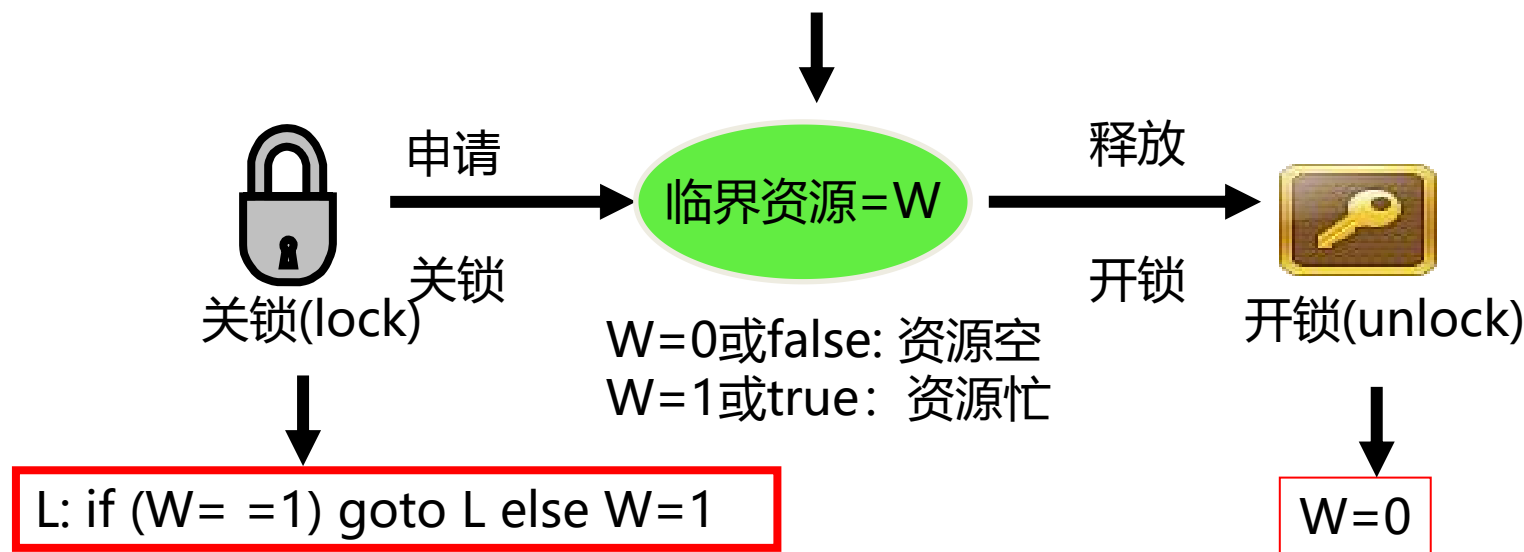 申请
释放
临界资源=W
关锁
开锁
关锁(lock)
开锁(unlock)
W=0或false: 资源空
W=1或true：资源忙
L: if (W= =1) goto L else W=1
W=0